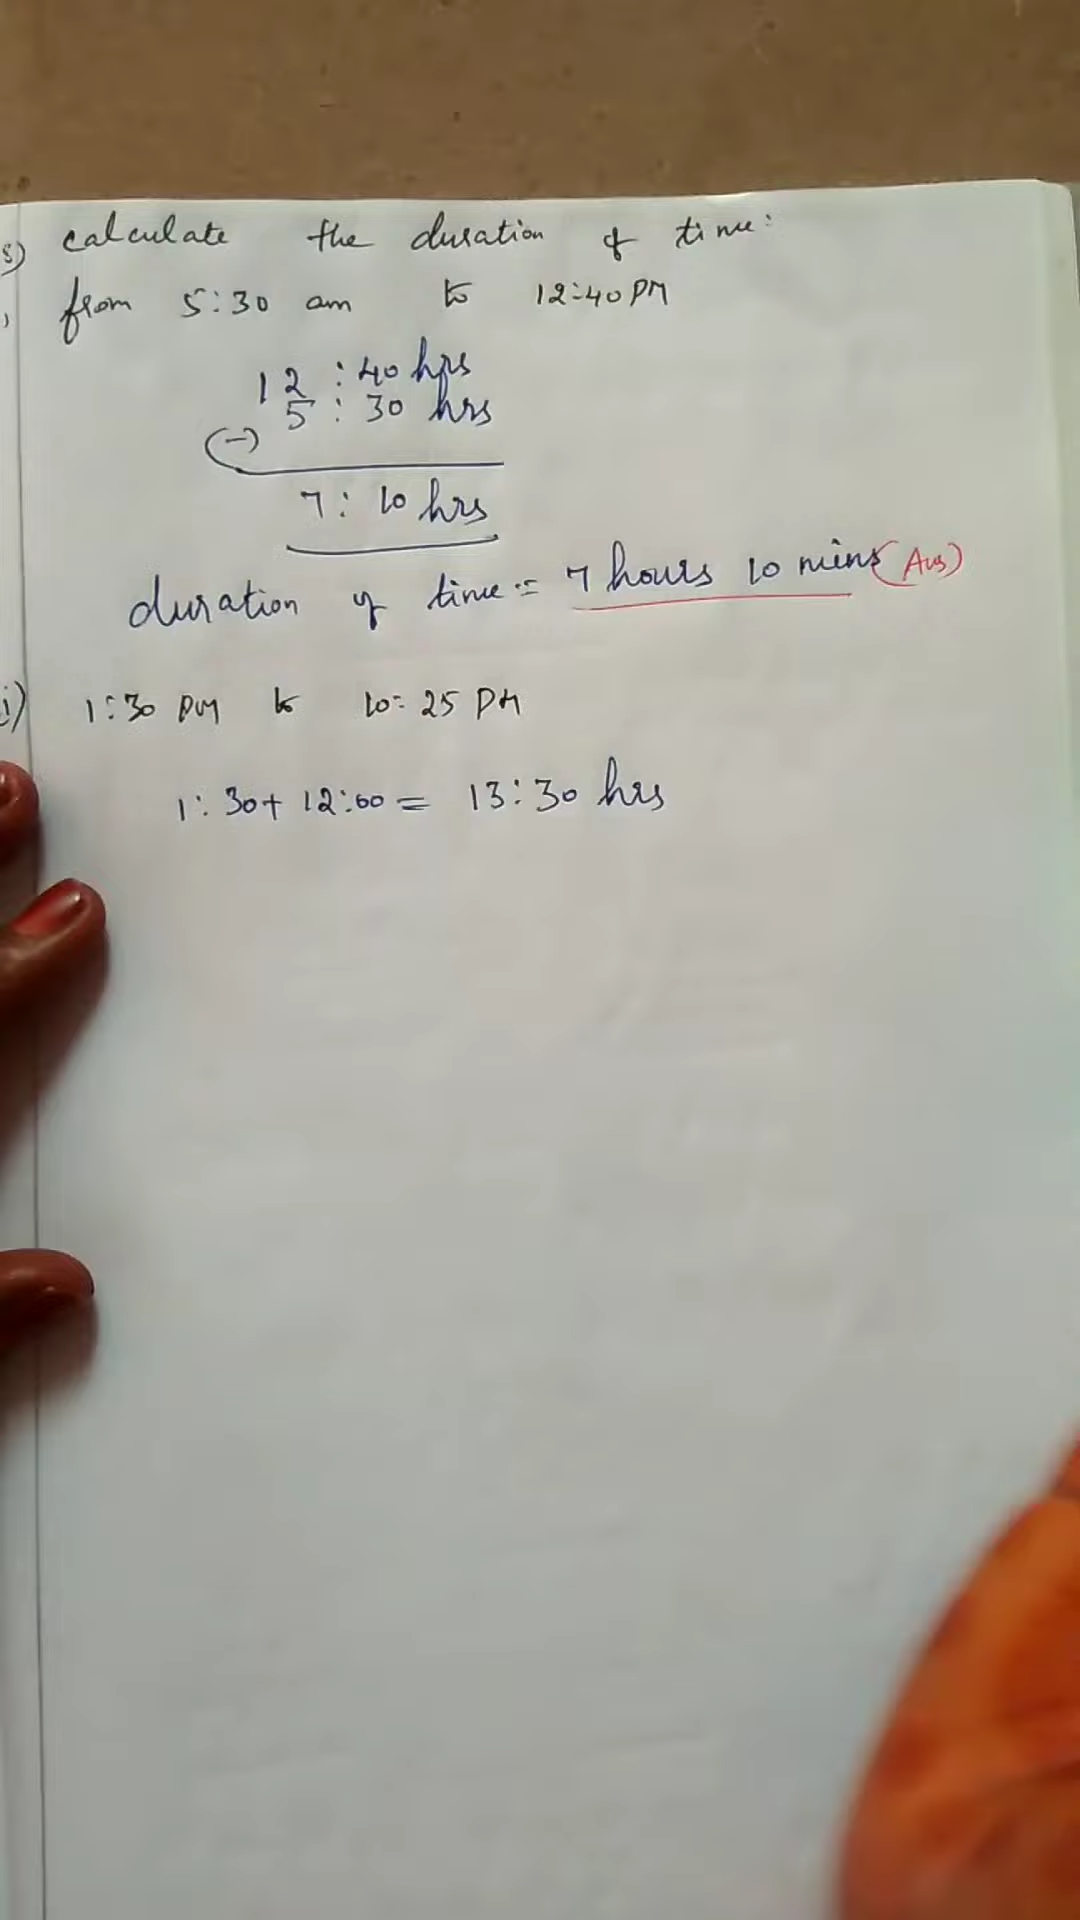 calculate the duration of time:
from 5:30 am to 12:40 PM
12:40 hrs
5:30 hrs
(-)
7:10 hrs
duration of time = 7 hours 10 mins (Ans)
i) 1:30 PM to 10:25 PM
1:30 + 12:00 = 13:30 hrs